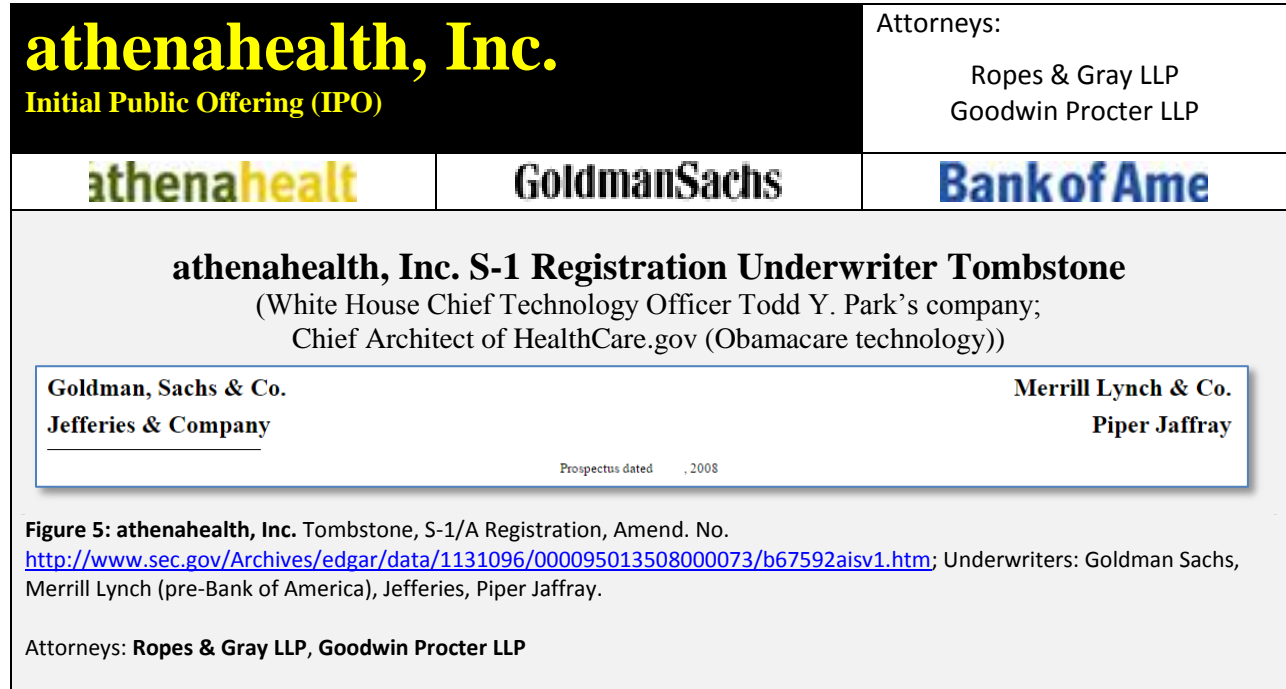 athenahealth, Inc.
Initial Public Offering (IPO)
Attorneys:
Ropes & Gray LLP
Goodwin Procter LLP
athenahealt
GoldmanSachs
Bank of Ame
athenahealth, Inc. S-1 Registration Underwriter Tombstone
(White House Chief Technology Officer Todd Y. Park’s company;
Chief Architect of HealthCare.gov (Obamacare technology))
Goldman, Sachs & Co.
Merrill Lynch & Co.
Jefferies & Company
Piper Jaffray
Prospectus dated , 2008
Figure 5: athenahealth, Inc. Tombstone, S-1/A Registration, Amend. No.
http://www.sec.gov/Archives/edgar/data/1131096/000095013508000073/b67592aisv1.htm; Underwriters: Goldman Sachs,
Merrill Lynch (pre-Bank of America), Jefferies, Piper Jaffray.
Attorneys: Ropes & Gray LLP, Goodwin Procter LLP